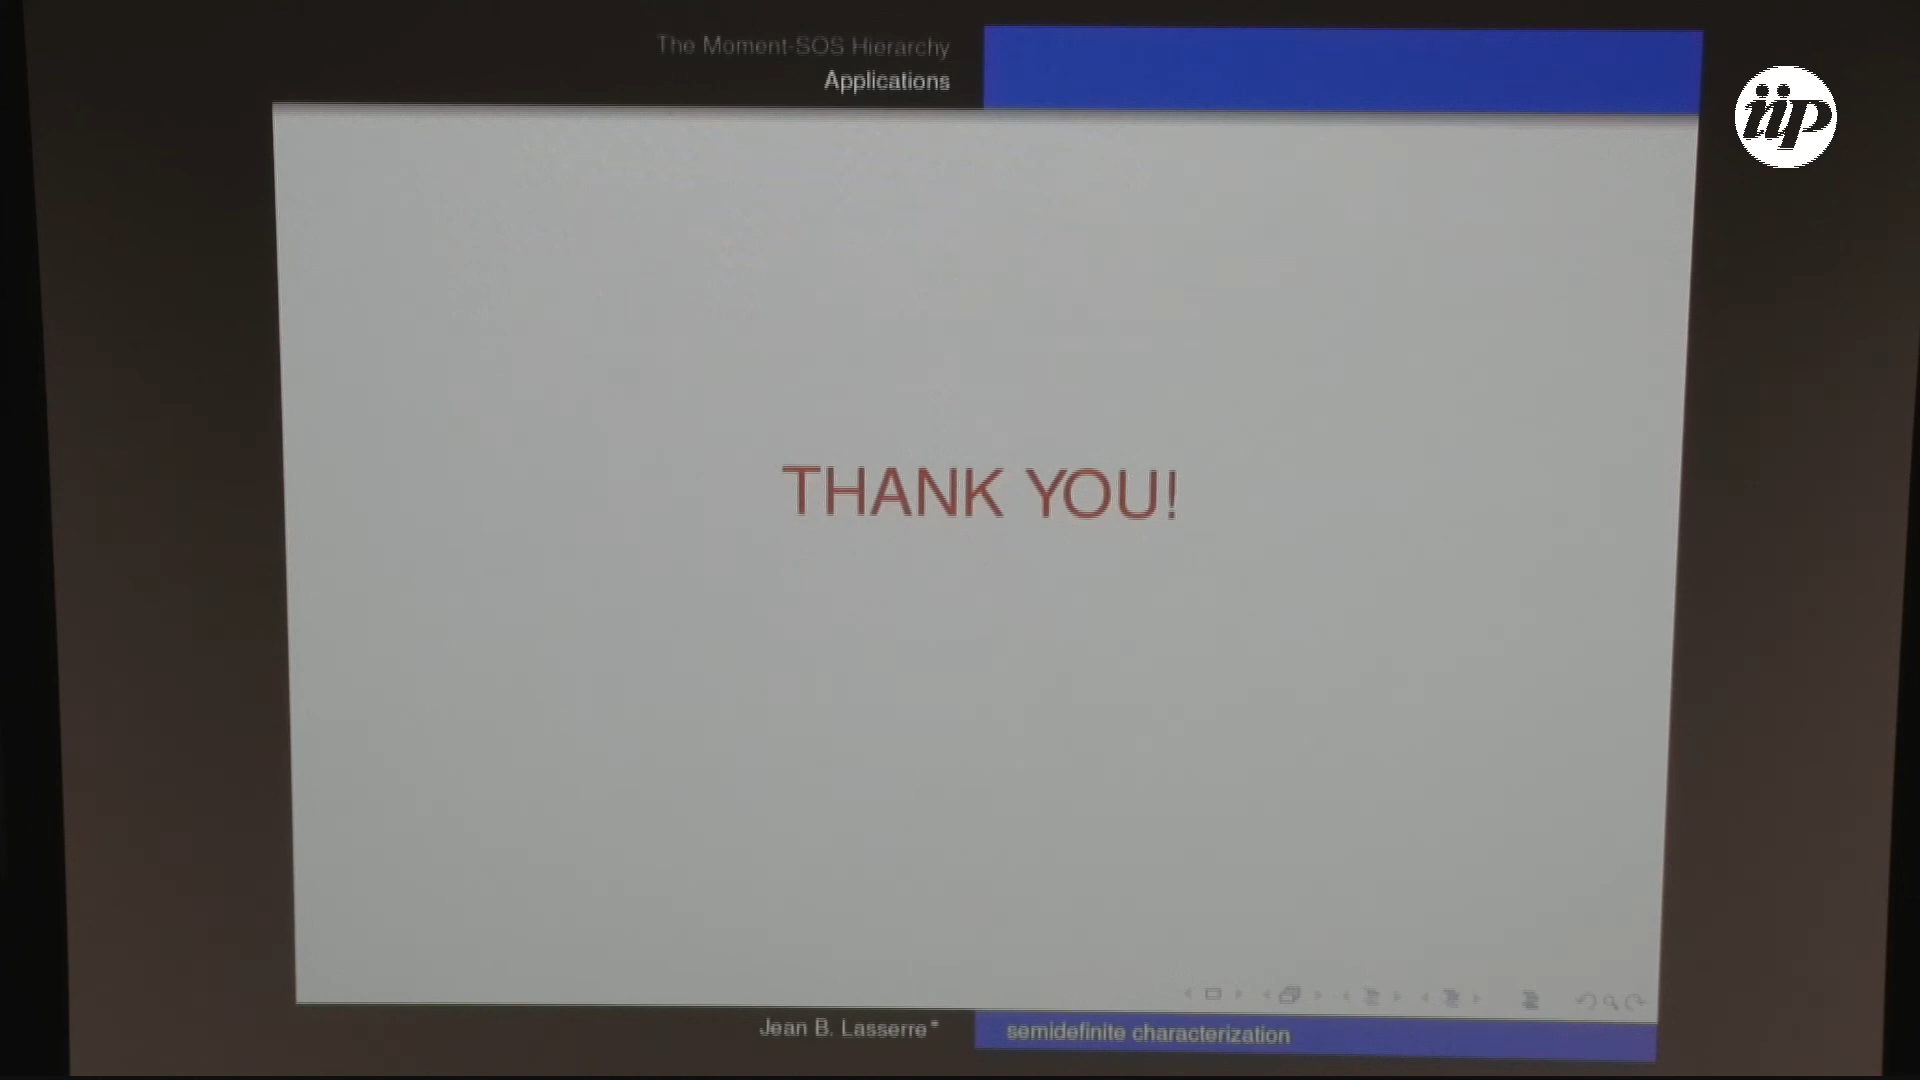 The Moment-SOS Hierarchy
Applications
iip
THANK YOU!
Jean B. Lasserre*
semidefinite characterization